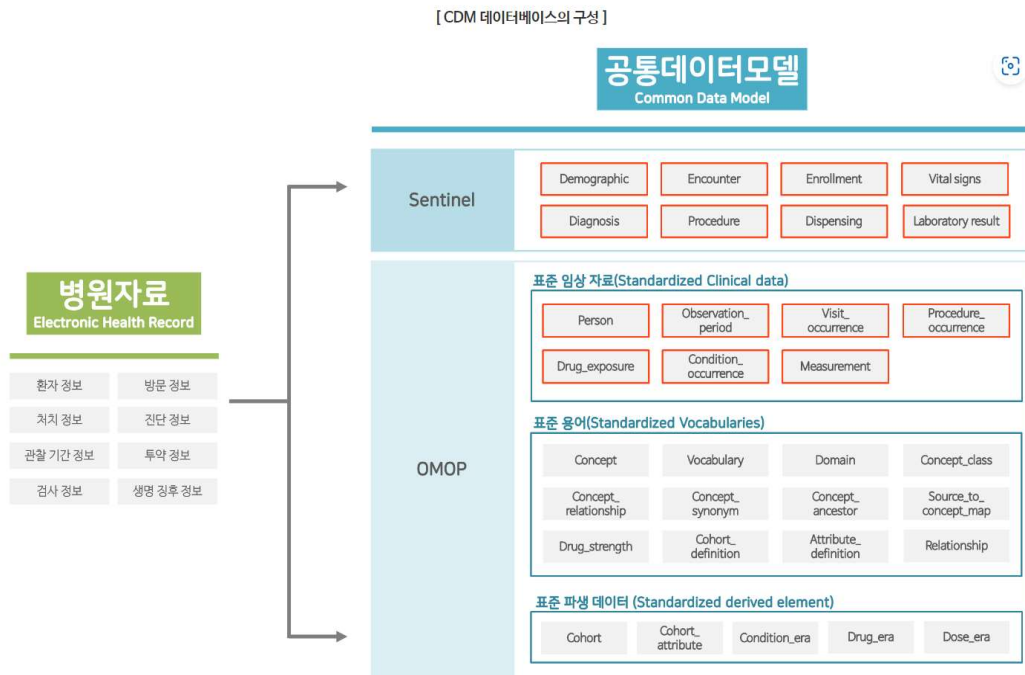 [ CDM 데이터베이스의 구성 ]
공통데이터모델
Common Data Model
병원자료
Electronic Health Record
환자 정보
방문 정보
처치 정보
진단 정보
관찰 기간 정보
투약 정보
검사 정보
생명 징후 정보
Sentinel
Demographic
Encounter
Enrollment
Vital signs
Diagnosis
Procedure
Dispensing
Laboratory result
OMOP
표준 임상 자료(Standardized Clinical data)
Person
Observation_
period
Visit_
occurrence
Procedure_
occurrence
Drug_exposure
Condition_
occurrence
Measurement
표준 용어(Standardized Vocabularies)
Concept
Vocabulary
Domain
Concept_class
Concept_
relationship
Concept_
synonym
Concept_
ancestor
Source_to_
concept_map
Drug_strength
Cohort_
definition
Attribute_
definition
Relationship
표준 파생 데이터 (Standardized derived element)
Cohort
Cohort_
attribute
Condition_era
Drug_era
Dose_era